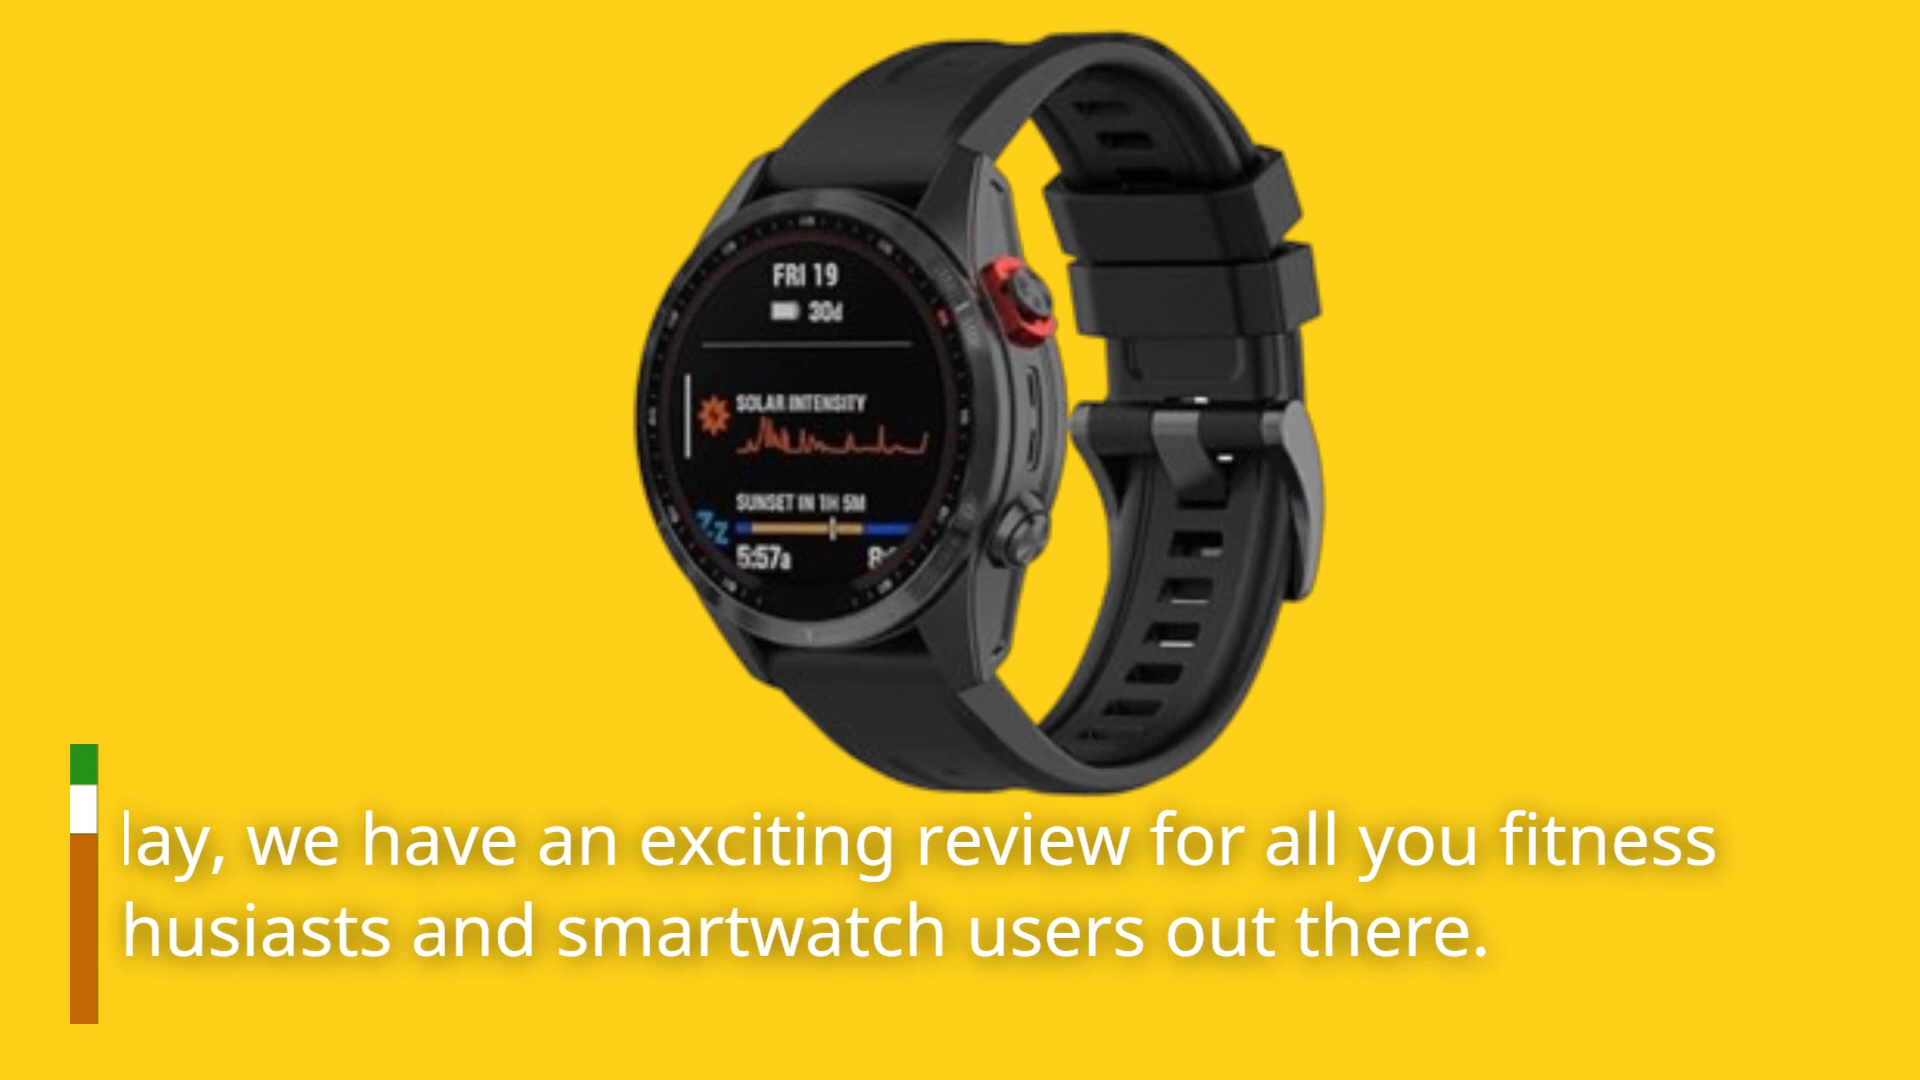 FRI 19
30d
SOLAR INTENSITY
SUNSET IN 1H 5M
5:57a
lay, we have an exciting review for all you fitness
husiasts and smartwatch users out there.